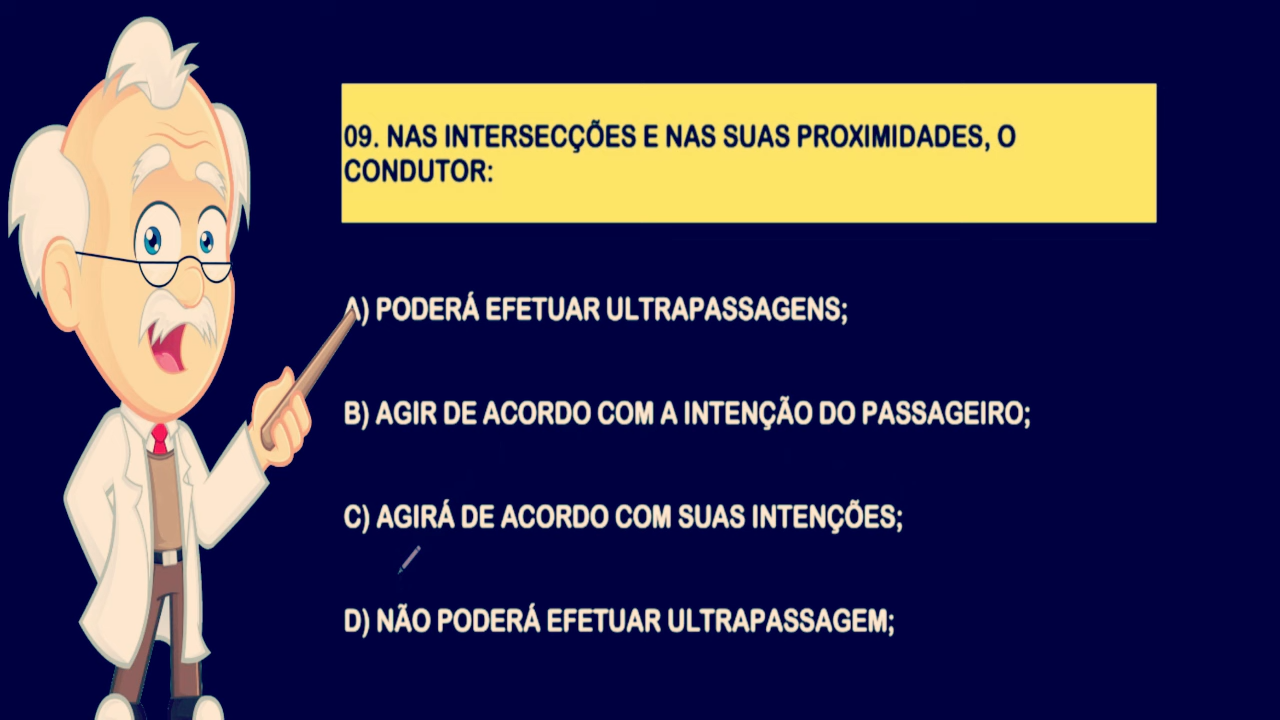 09. NAS INTERSECÇÕES E NAS SUAS PROXIMIDADES, O
CONDUTOR:
A) PODERÁ EFETUAR ULTRAPASSAGENS;
B) AGIR DE ACORDO COM A INTENÇÃO DO PASSAGEIRO;
C) AGIRÁ DE ACORDO COM SUAS INTENÇÕES;
D) NÃO PODERÁ EFETUAR ULTRAPASSAGEM;